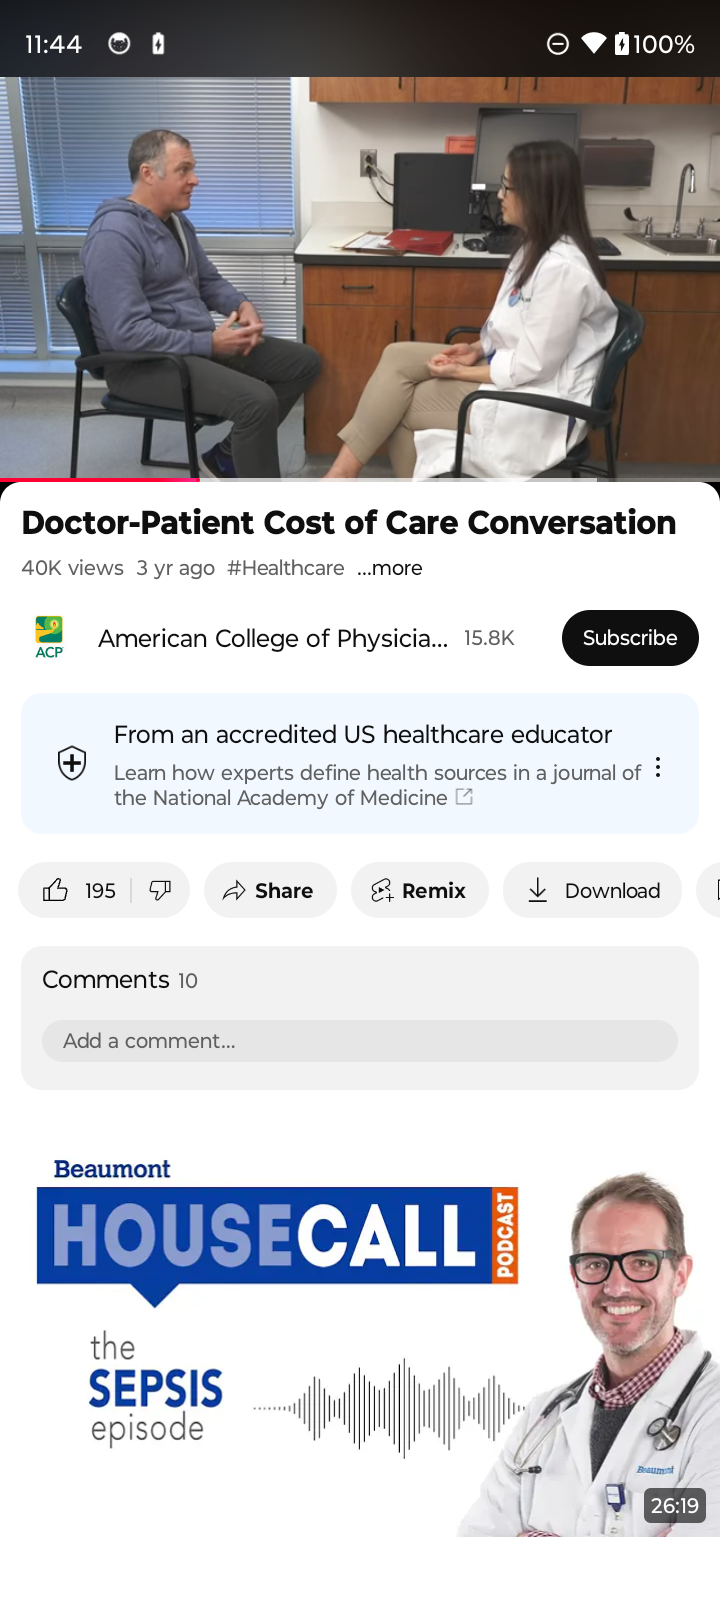 11:44
100%
Doctor-Patient Cost of Care Conversation
40K views 3 yr ago #Healthcare ...more
ACP
American College of Physicia... 15.8K
Subscribe
From an accredited US healthcare educator
Learn how experts define health sources in a journal of
the National Academy of Medicine
195
Share
Remix
Download
Comments 10
Add a comment...
Beaumont
HOUSECALL
PODCAST
the
SEPSIS
episode
Beaumont
26:19